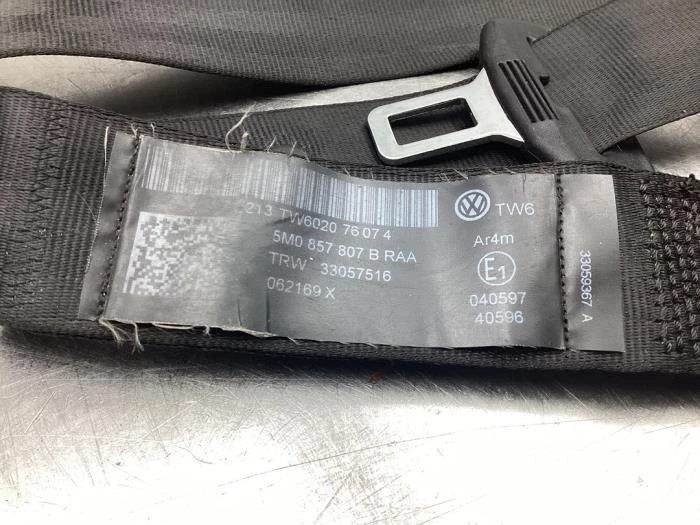 213 TW6020 76 07 4
5M0 857 807 B RAA
TRW 33057516
062169 X
TW6
Ar4m
E1
040597
40596
33059367 A